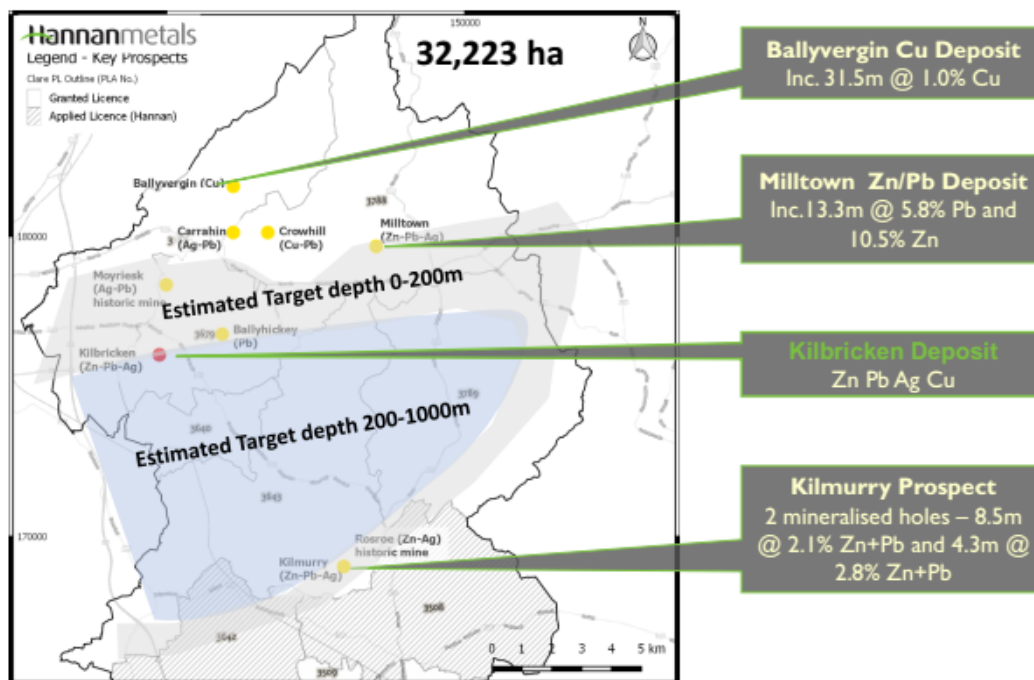 Hannanmetals
Legend - Key Prospects
Clare PL Outline (PLA No.)
Granted Licence
Applied Licence (Hannan)
150000
32,223 ha
N
Ballyvergin (Cu)
3788
Milltown
(Zn-Pb-Ag)
180000
Carrahin
(Ag-Pb)
3
Crowhill
(Cu-Pb)
Moyriesk
(Ag-Pb)
historic mine
Estimated Target depth 0-200m
3679
Ballyhickey
(Pb)
Kilbricken
(Zn-Pb-Ag)
3789
3640
Estimated Target depth 200-1000m
3643
170000
Rosroe (Zn-Ag)
historic mine
Kilmurry
(Zn-Pb-Ag)
3508
3642
3509
0 1 2 3 4 5 km
Ballyvergin Cu Deposit
Inc. 31.5m @ 1.0% Cu
Milltown Zn/Pb Deposit
Inc.13.3m @ 5.8% Pb and
10.5% Zn
Kilbricken Deposit
Zn Pb Ag Cu
Kilmurry Prospect
2 mineralised holes – 8.5m
@ 2.1% Zn+Pb and 4.3m @
2.8% Zn+Pb